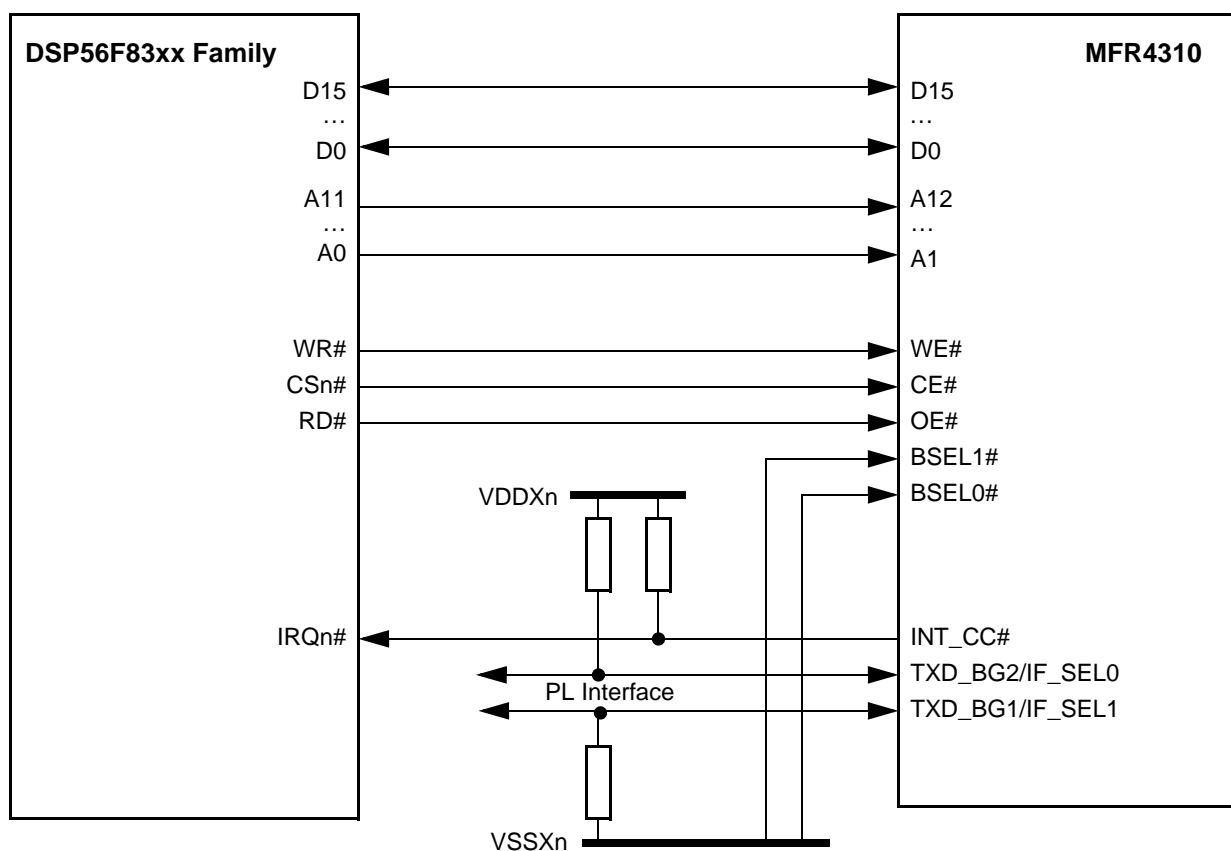 DSP56F83xx Family
MFR4310
D15
D15
…
…
D0
D0
A11
A12
…
…
A0
A1
WR#
WE#
CSn#
CE#
RD#
OE#
BSEL1#
VDDXn
BSEL0#
IRQn#
INT_CC#
TXD_BG2/IF_SEL0
PL Interface
TXD_BG1/IF_SEL1
VSSXn